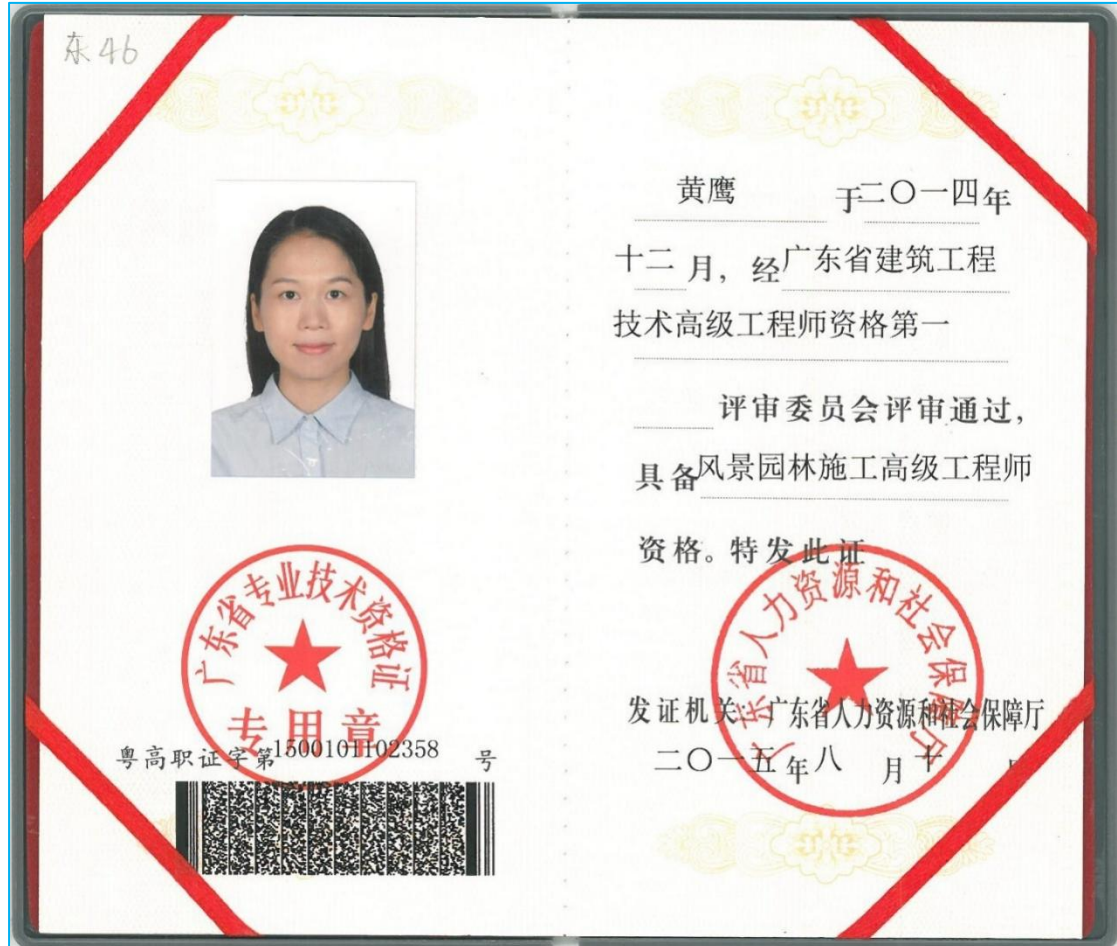 东46
广东省专业技术资格证
专用章
粤高职证字第1500101102358 号
黄鹰 于二〇一四年
十二月，经广东省建筑工程
技术高级工程师资格第一
评审委员会评审通过，
具备风景园林施工高级工程师
资格。特发此证
广东省人力资源和社会保障厅
发证机关：广东省人力资源和社会保障厅
二〇一五年八 月十